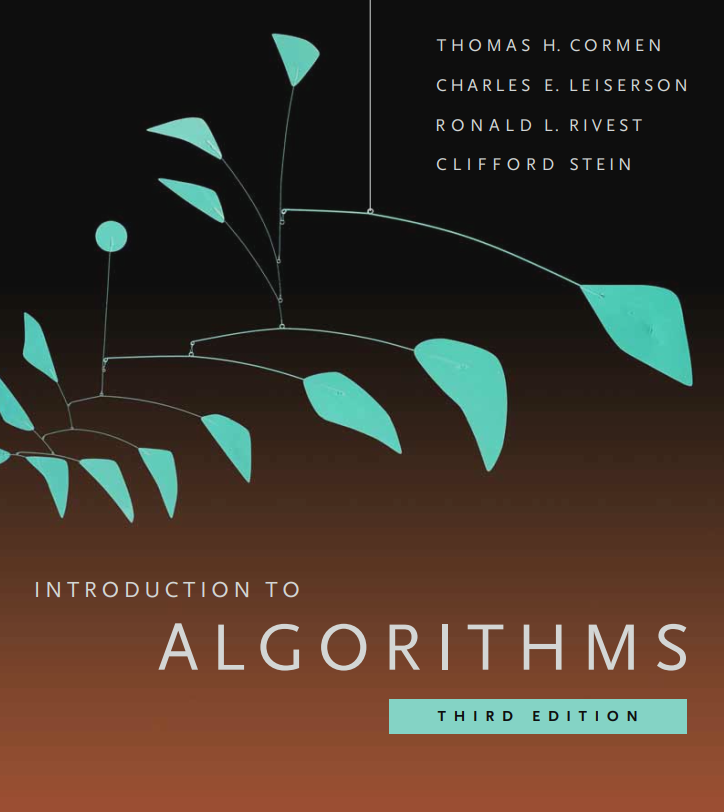 THOMAS H. CORMEN
CHARLES E. LEISERSON
RONALD L. RIVEST
CLIFFORD STEIN
INTRODUCTION TO
ALGORITHMS
THIRD EDITION